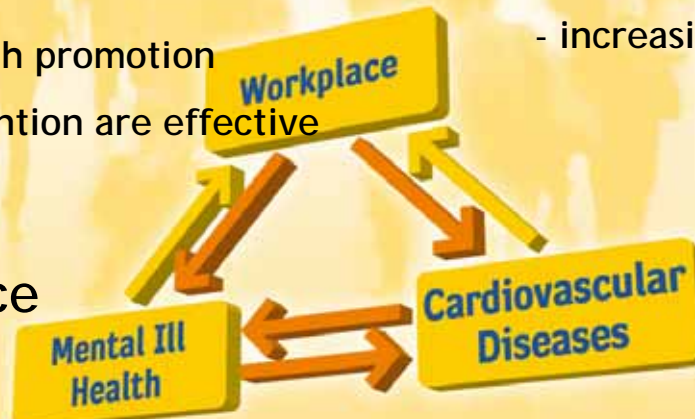 h promotion
- increasi
ntion are effective
Workplace
ce
Mental Ill
Health
Cardiovascular
Diseases